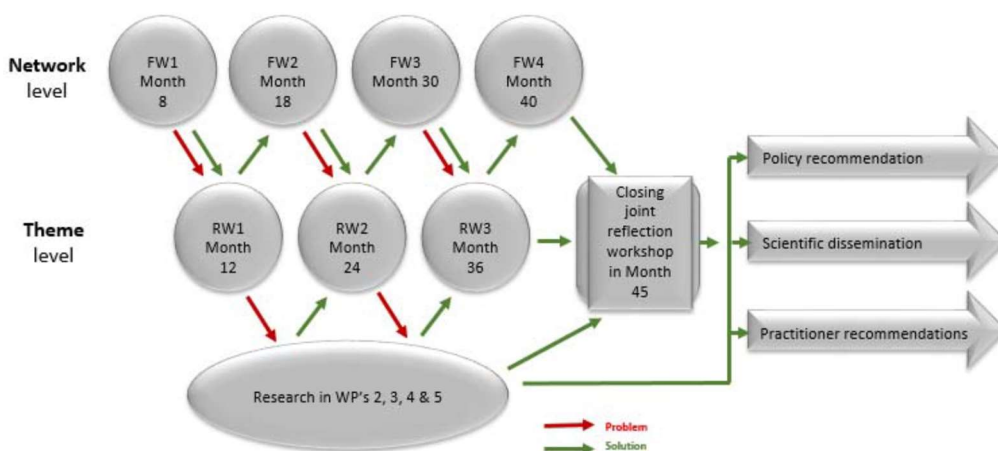 Network
level
FW1
Month
8
FW2
Month
18
FW3
Month 30
FW4
Month
40
Theme
level
RW1
Month
12
RW2
Month
24
RW3
Month
36
Closing
joint
reflection
workshop
in Month
45
Policy recommendation
Scientific dissemination
Practitioner recommendations
Research in WP's 2, 3, 4 & 5
Problem
Solution